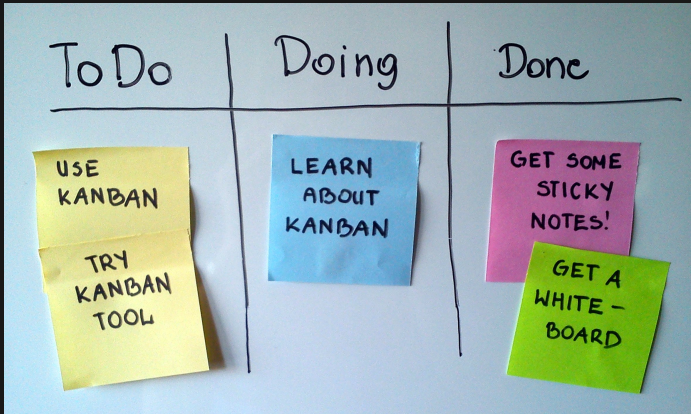 ToDo
Doing
Done
USE
KANBAN
TRY
KANBAN
TOOL
LEARN
ABOUT
KANBAN
GET SOME
STICKY
NOTES!
GET A
WHITE-
BOARD